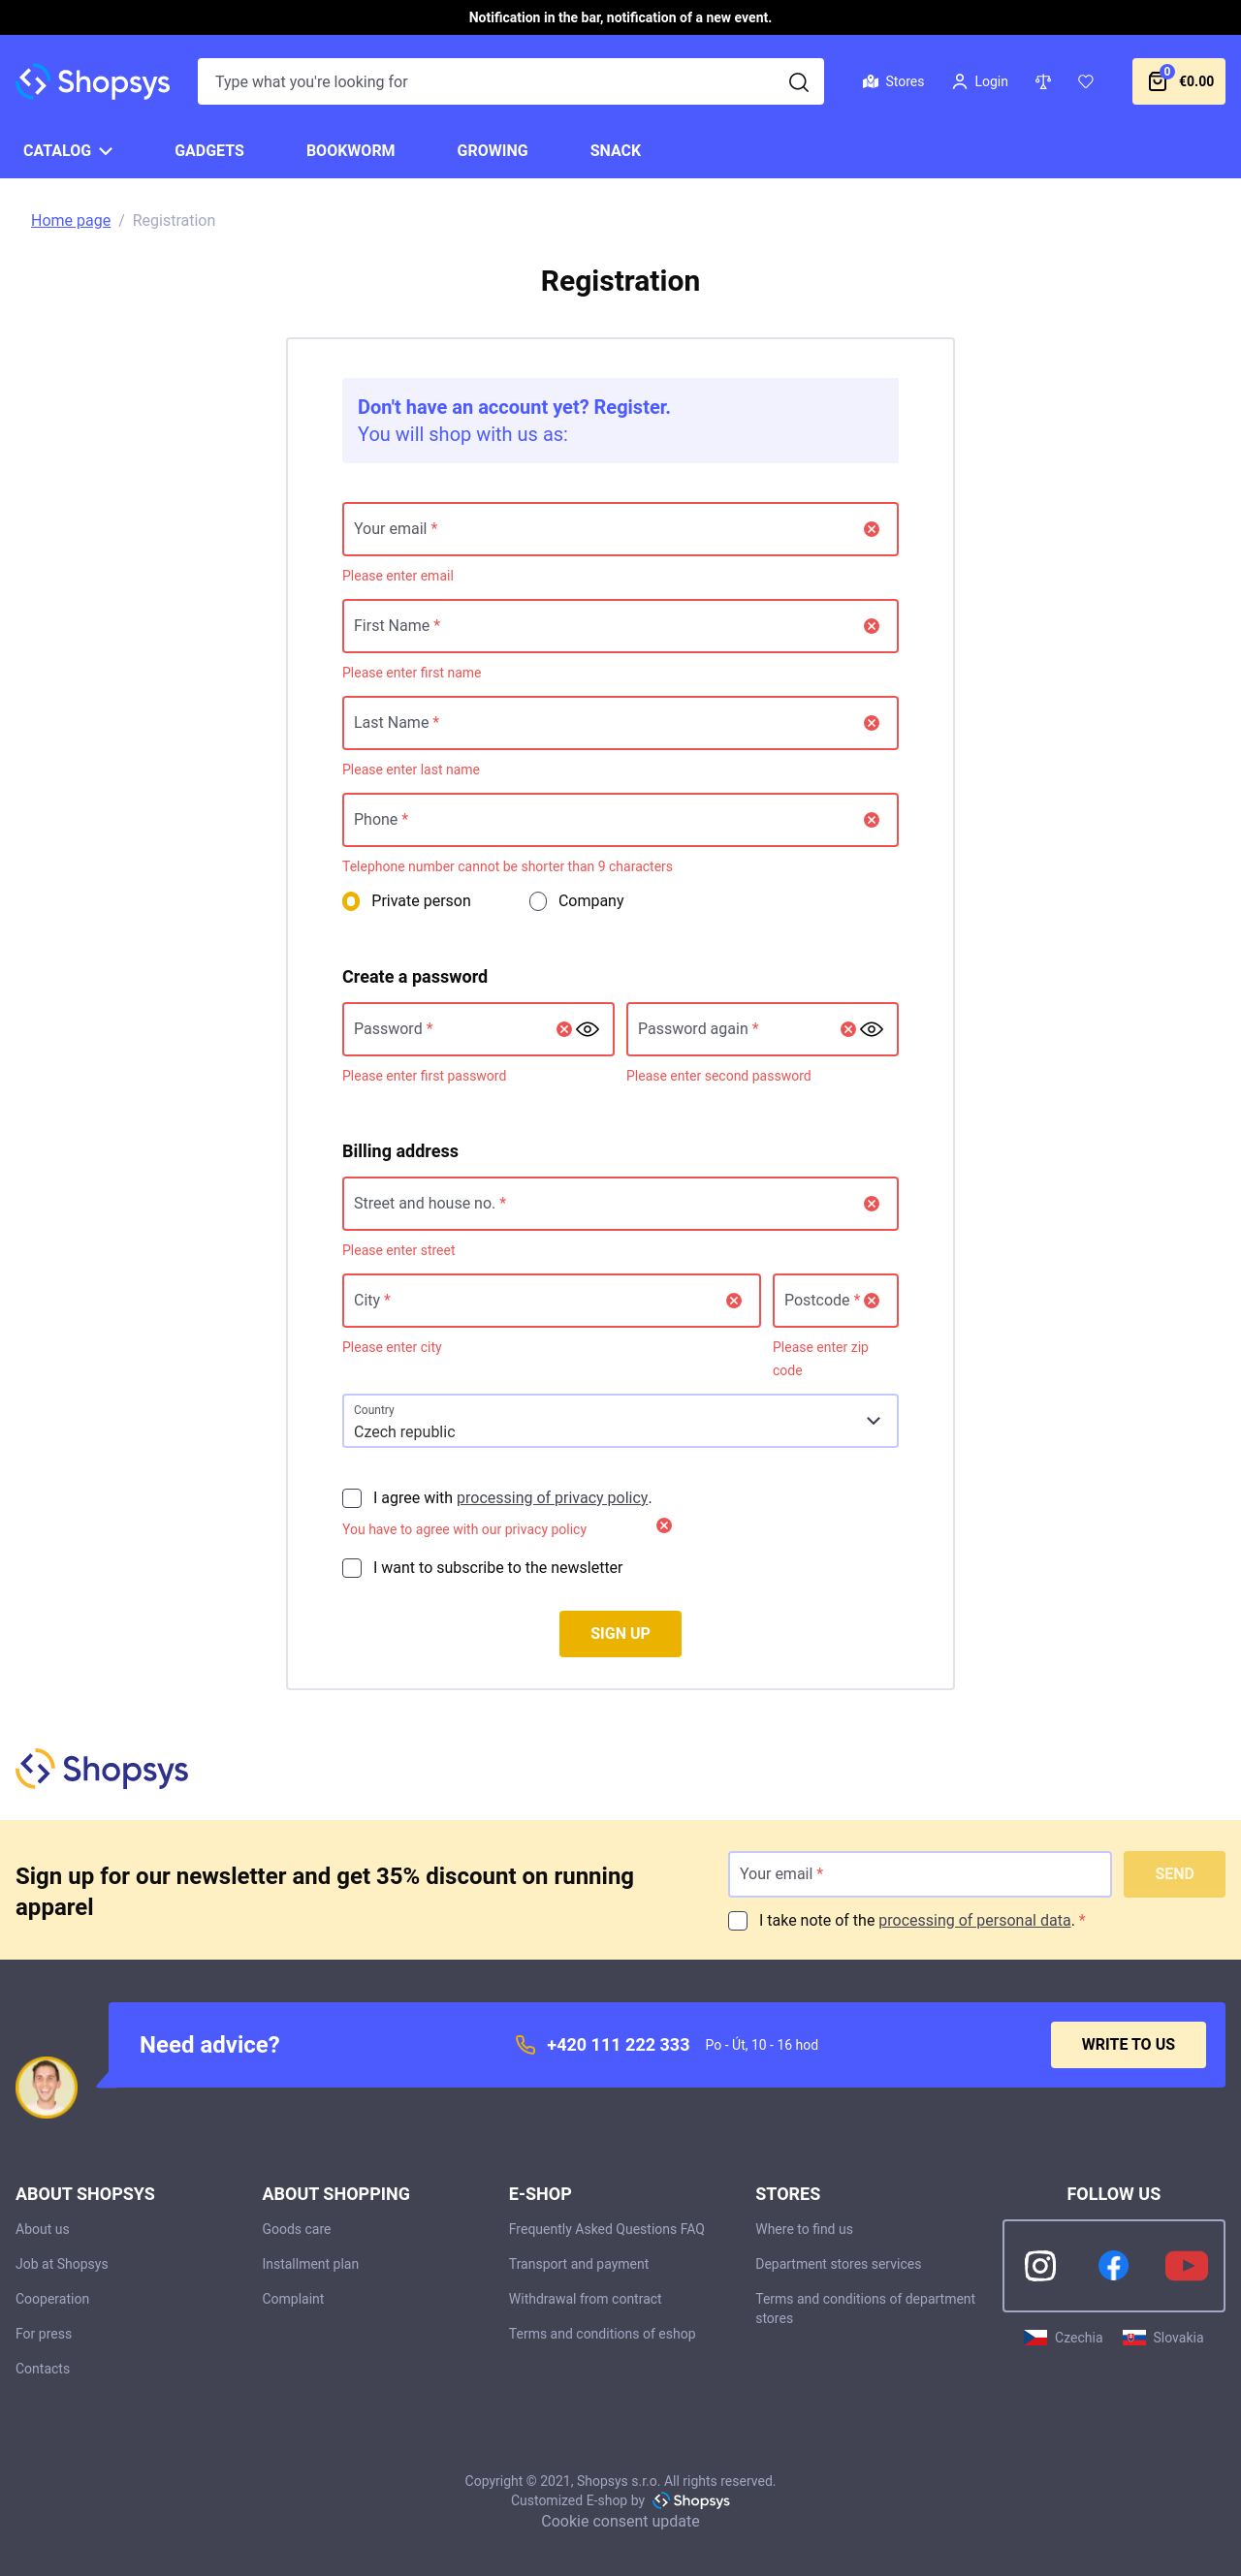 Notification in the bar, notification of a new event.
Shopsys
Type what you're looking for
Stores
Login
0
€0.00
CATALOG
GADGETS
BOOKWORM
GROWING
SNACK
Home page / Registration
Registration
Don't have an account yet? Register.
You will shop with us as:
Your email *
Please enter email
First Name *
Please enter first name
Last Name *
Please enter last name
Phone *
Telephone number cannot be shorter than 9 characters
Private person
Company
Create a password
Password *
Password again *
Please enter first password
Please enter second password
Billing address
Street and house no. *
Please enter street
City *
Postcode *
Please enter city
Please enter zip
code
Country
Czech republic
I agree with processing of privacy policy.
You have to agree with our privacy policy
I want to subscribe to the newsletter
SIGN UP
Shopsys
Sign up for our newsletter and get 35% discount on running
apparel
Your email *
SEND
I take note of the processing of personal data. *
Need advice?
+420 111 222 333
Po - Út, 10 - 16 hod
WRITE TO US
ABOUT SHOPSYS
About us
Job at Shopsys
Cooperation
For press
Contacts
ABOUT SHOPPING
Goods care
Installment plan
Complaint
E-SHOP
Frequently Asked Questions FAQ
Transport and payment
Withdrawal from contract
Terms and conditions of eshop
STORES
Where to find us
Department stores services
Terms and conditions of department
stores
FOLLOW US
Czechia
Slovakia
Copyright © 2021, Shopsys s.r.o. All rights reserved.
Customized E-shop by Shopsys
Cookie consent update